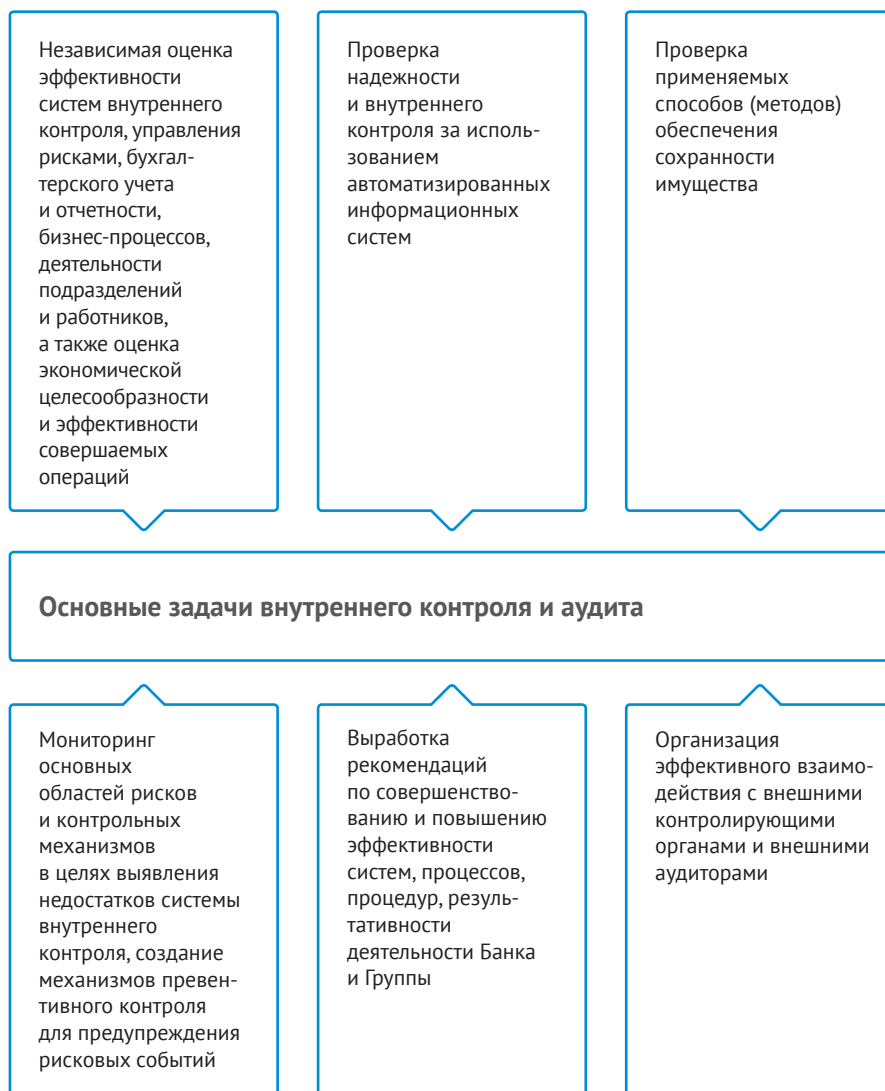 Независимая оценка
эффективности
систем внутреннего
контроля, управления
рисками, бухгал-
терского учета
и отчетности,
бизнес-процессов,
деятельности
подразделений
и работников,
а также оценка
экономической
целесообразности
и эффективности
совершаемых
операций
Проверка
надежности
и внутреннего
контроля за исполь-
зованием
автоматизированных
информационных
систем
Проверка
применяемых
способов (методов)
обеспечения
сохранности
имущества
Основные задачи внутреннего контроля и аудита
Мониторинг
основных
областей рисков
и контрольных
механизмов
в целях выявления
недостатков системы
внутреннего
контроля, создание
механизмов превен-
тивного контроля
для предупреждения
рисковых событий
Выработка
рекомендаций
по совершенство-
ванию и повышению
эффективности
систем, процессов,
процедур, резуль-
тативности
деятельности Банка
и Группы
Организация
эффективного взаимо-
действия с внешними
контролирующими
органами и внешними
аудиторами